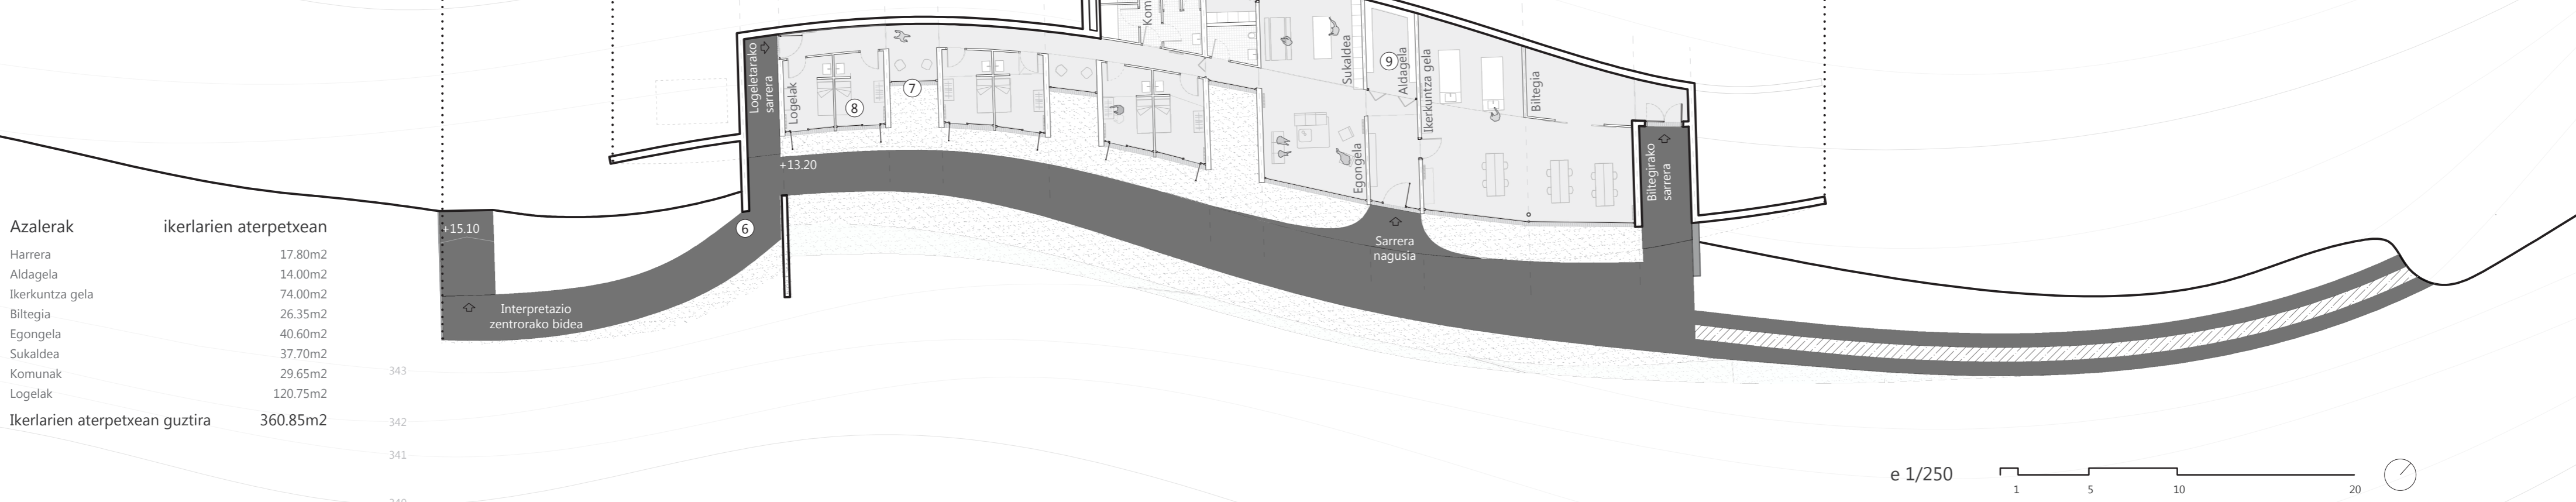 Kom
Sukaldea
9
Aldagela
Ikerkuntza gela
Biltegia
Logeletarako
sarrera
Logelak
8
7
+13.20
Egongela
Biltegirako
sarrera
6
+15.10
Sarrera
nagusia
Interpretazio
zentrorako bidea
Azalerak ikerlarien aterpetxean
Harrera 17.80m2
Aldagela 14.00m2
Ikerkuntza gela 74.00m2
Biltegia 26.35m2
Egongela 40.60m2
Sukaldea 37.70m2
Komunak 29.65m2
Logelak 120.75m2
Ikerlarien aterpetxean guztira 360.85m2
343
342
341
e 1/250
1 5 10 20